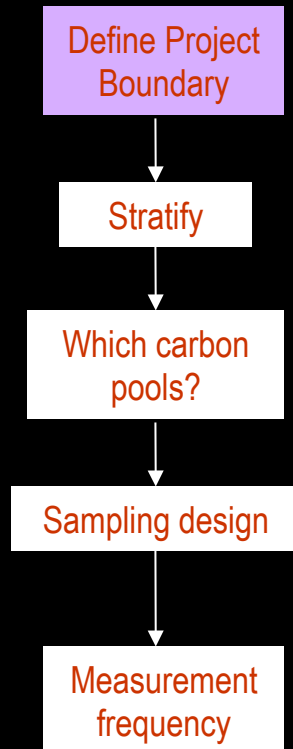 Define Project
Boundary
Stratify
Which carbon
pools?
Sampling design
Measurement
frequency